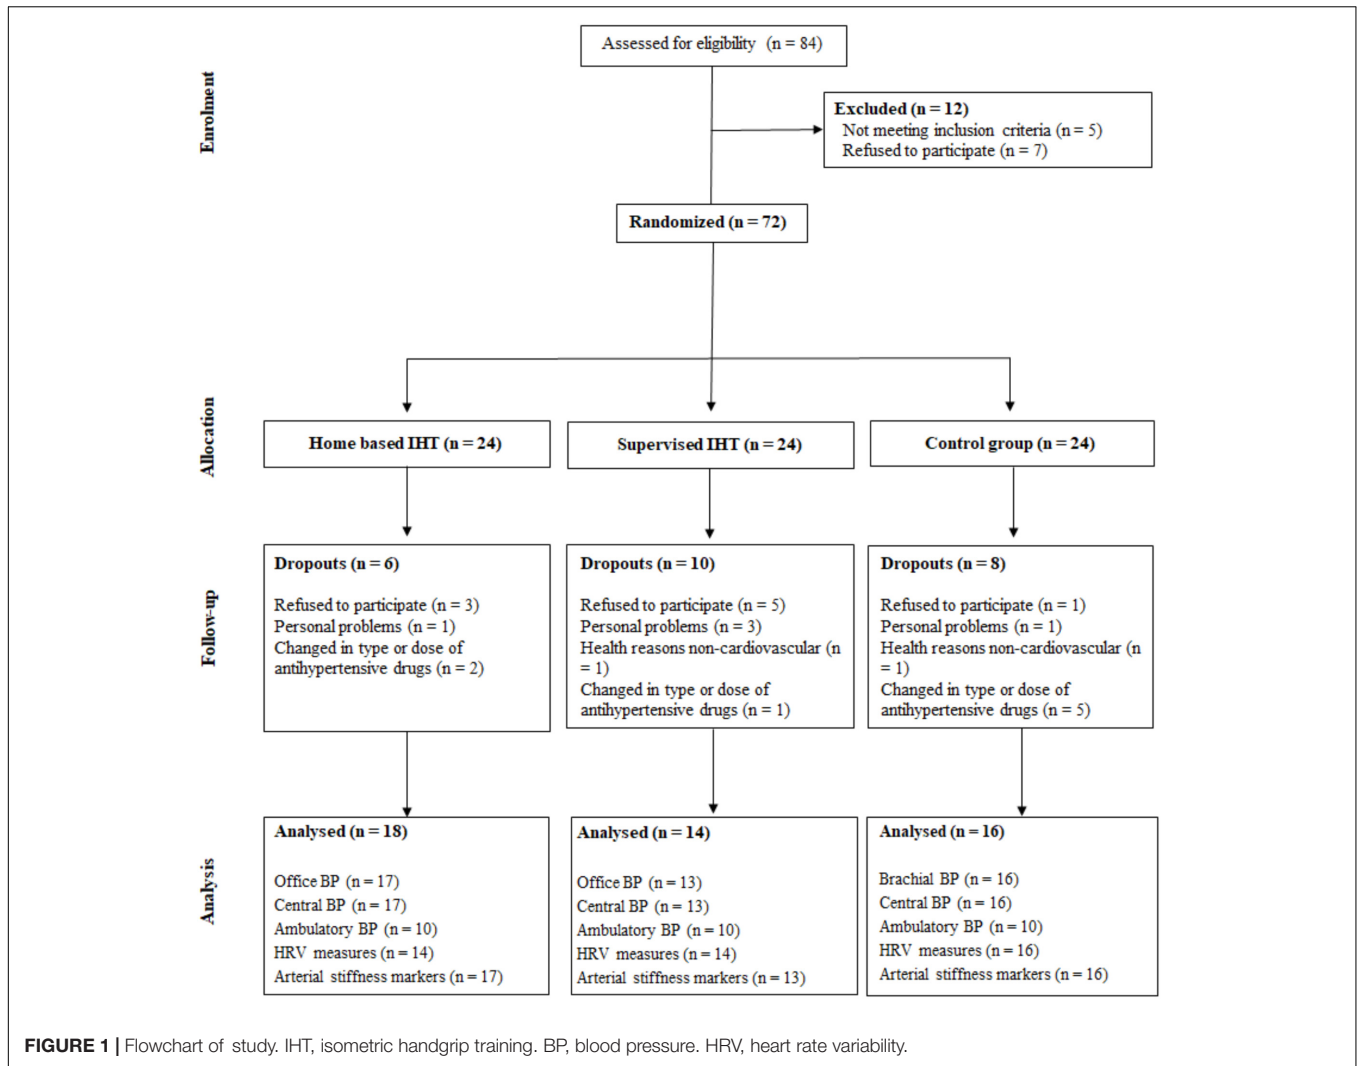 Enrolment
Assessed for eligibility (n = 84)
Excluded (n = 12)
Not meeting inclusion criteria (n = 5)
Refused to participate (n = 7)
Randomized (n = 72)
Allocation
Home based IHT (n = 24)
Supervised IHT (n = 24)
Control group (n = 24)
Follow-up
Dropouts (n = 6)
Refused to participate (n = 3)
Personal problems (n = 1)
Changed in type or dose of
antihypertensive drugs (n = 2)
Dropouts (n = 10)
Refused to participate (n = 5)
Personal problems (n = 3)
Health reasons non-cardiovascular (n
= 1)
Changed in type or dose of
antihypertensive drugs (n = 1)
Dropouts (n = 8)
Refused to participate (n = 1)
Personal problems (n = 1)
Health reasons non-cardiovascular (n
= 1)
Changed in type or dose of
antihypertensive drugs (n = 5)
Analysis
Analysed (n = 18)
Office BP (n = 17)
Central BP (n = 17)
Ambulatory BP (n = 10)
HRV measures (n = 14)
Arterial stiffness markers (n = 17)
Analysed (n = 14)
Office BP (n = 13)
Central BP (n = 13)
Ambulatory BP (n = 10)
HRV measures (n = 14)
Arterial stiffness markers (n = 13)
Analysed (n = 16)
Brachial BP (n = 16)
Central BP (n = 16)
Ambulatory BP (n = 10)
HRV measures (n = 16)
Arterial stiffness markers (n = 16)
FIGURE 1 | Flowchart of study. IHT, isometric handgrip training. BP, blood pressure. HRV, heart rate variability.